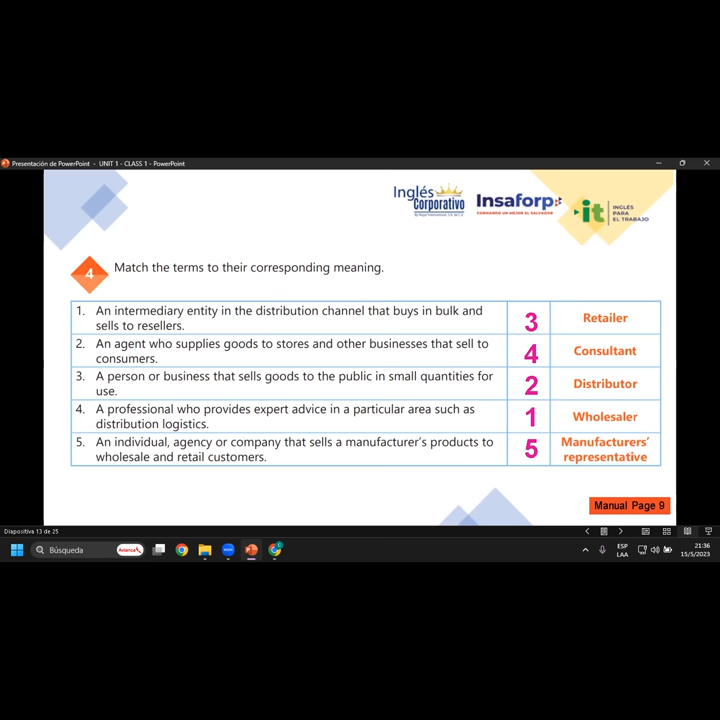 Presentación de PowerPoint - UNIT 1 - CLASS 1 - PowerPoint
Inglés
Corporativo
Insaforp
FORMANDO UN MEJOR EL SALVADOR
it
INGLÉS
PARA
EL TRABAJO
4 Match the terms to their corresponding meaning.
1. An intermediary entity in the distribution channel that buys in bulk and
sells to resellers.
3 Retailer
2. An agent who supplies goods to stores and other businesses that sell to
consumers.
4 Consultant
3. A person or business that sells goods to the public in small quantities for
use.
2 Distributor
4. A professional who provides expert advice in a particular area such as
distribution logistics.
1 Wholesaler
5. An individual, agency or company that sells a manufacturer's products to
wholesale and retail customers.
5 Manufacturers'
representative
Manual Page 9
Diapositiva 13 de 25
Búsqueda
Avianca
ESP
LAA
21:36
15/5/2023